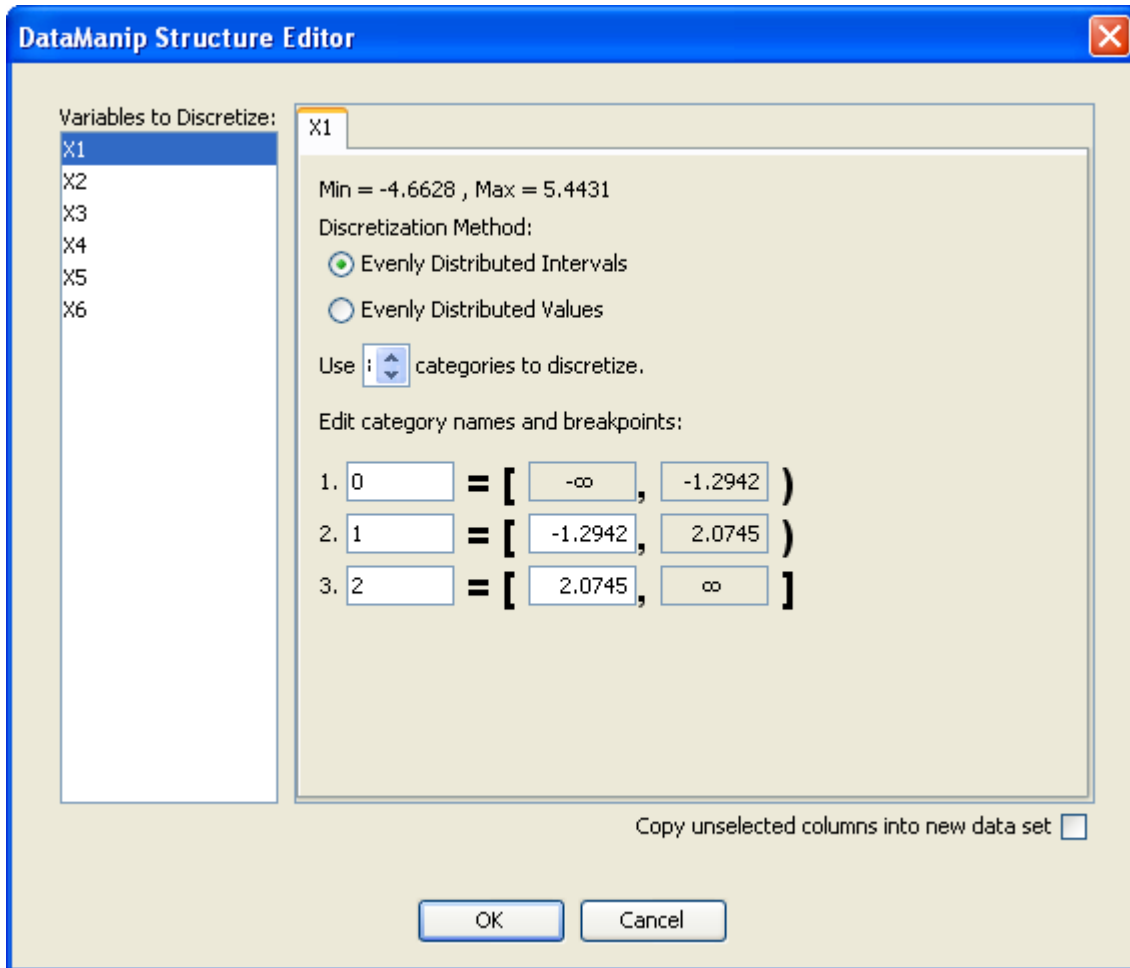 DataManip Structure Editor
Variables to Discretize:
X1
X2
X3
X4
X5
X6
X1
Min = -4.6628 , Max = 5.4431
Discretization Method:
Evenly Distributed Intervals
Evenly Distributed Values
Use categories to discretize.
Edit category names and breakpoints:
1. 0 = [ -∞ , -1.2942 )
2. 1 = [ -1.2942 , 2.0745 )
3. 2 = [ 2.0745 , ∞ ]
Copy unselected columns into new data set
OK Cancel